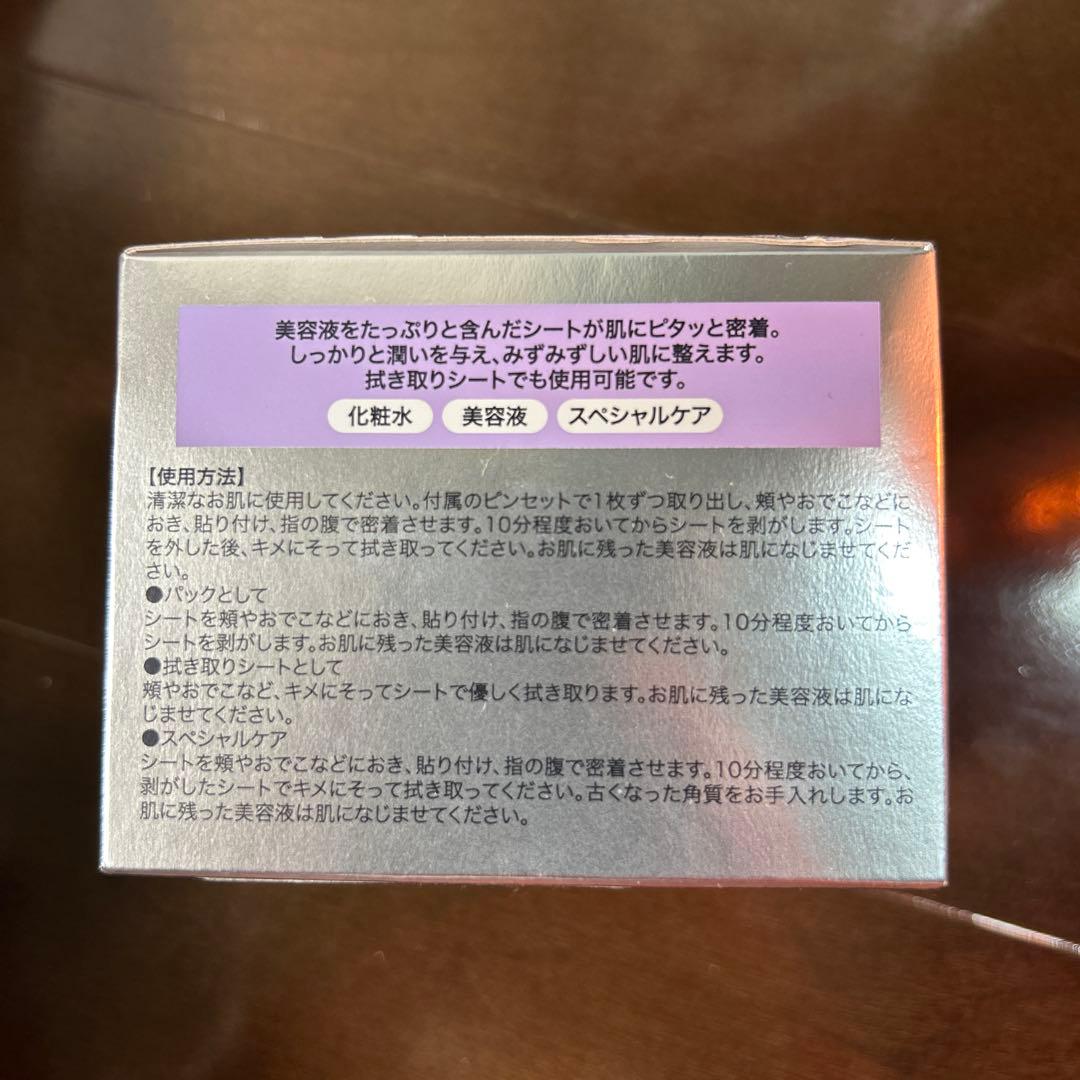 美容液をたっぷりと含んだシートが肌にピタッと密着。
しっかりと潤いを与え、みずみずしい肌に整えます。
拭き取りシートでも使用可能です。
化粧水 美容液 スペシャルケア
【使用方法】
清潔なお肌に使用してください。付属のピンセットで1枚ずつ取り出し、頬やおでこなどに
おき、貼り付け、指の腹で密着させます。10分程度おいてからシートを剥がします。シート
を外した後、キメにそって拭き取ってください。お肌に残った美容液は肌になじませてくだ
さい。
●パックとして
シートを頬やおでこなどにおき、貼り付け、指の腹で密着させます。10分程度おいてから
シートを剥がします。お肌に残った美容液は肌になじませてください。
●拭き取りシートとして
頬やおでこなど、キメにそってシートで優しく拭き取ります。お肌に残った美容液は肌にな
じませてください。
●スペシャルケア
シートを頬やおでこなどにおき、貼り付け、指の腹で密着させます。10分程度おいてから、
剥がしたシートでキメにそって拭き取ってください。古くなった角質をお手入れします。お
肌に残った美容液は肌になじませてください。